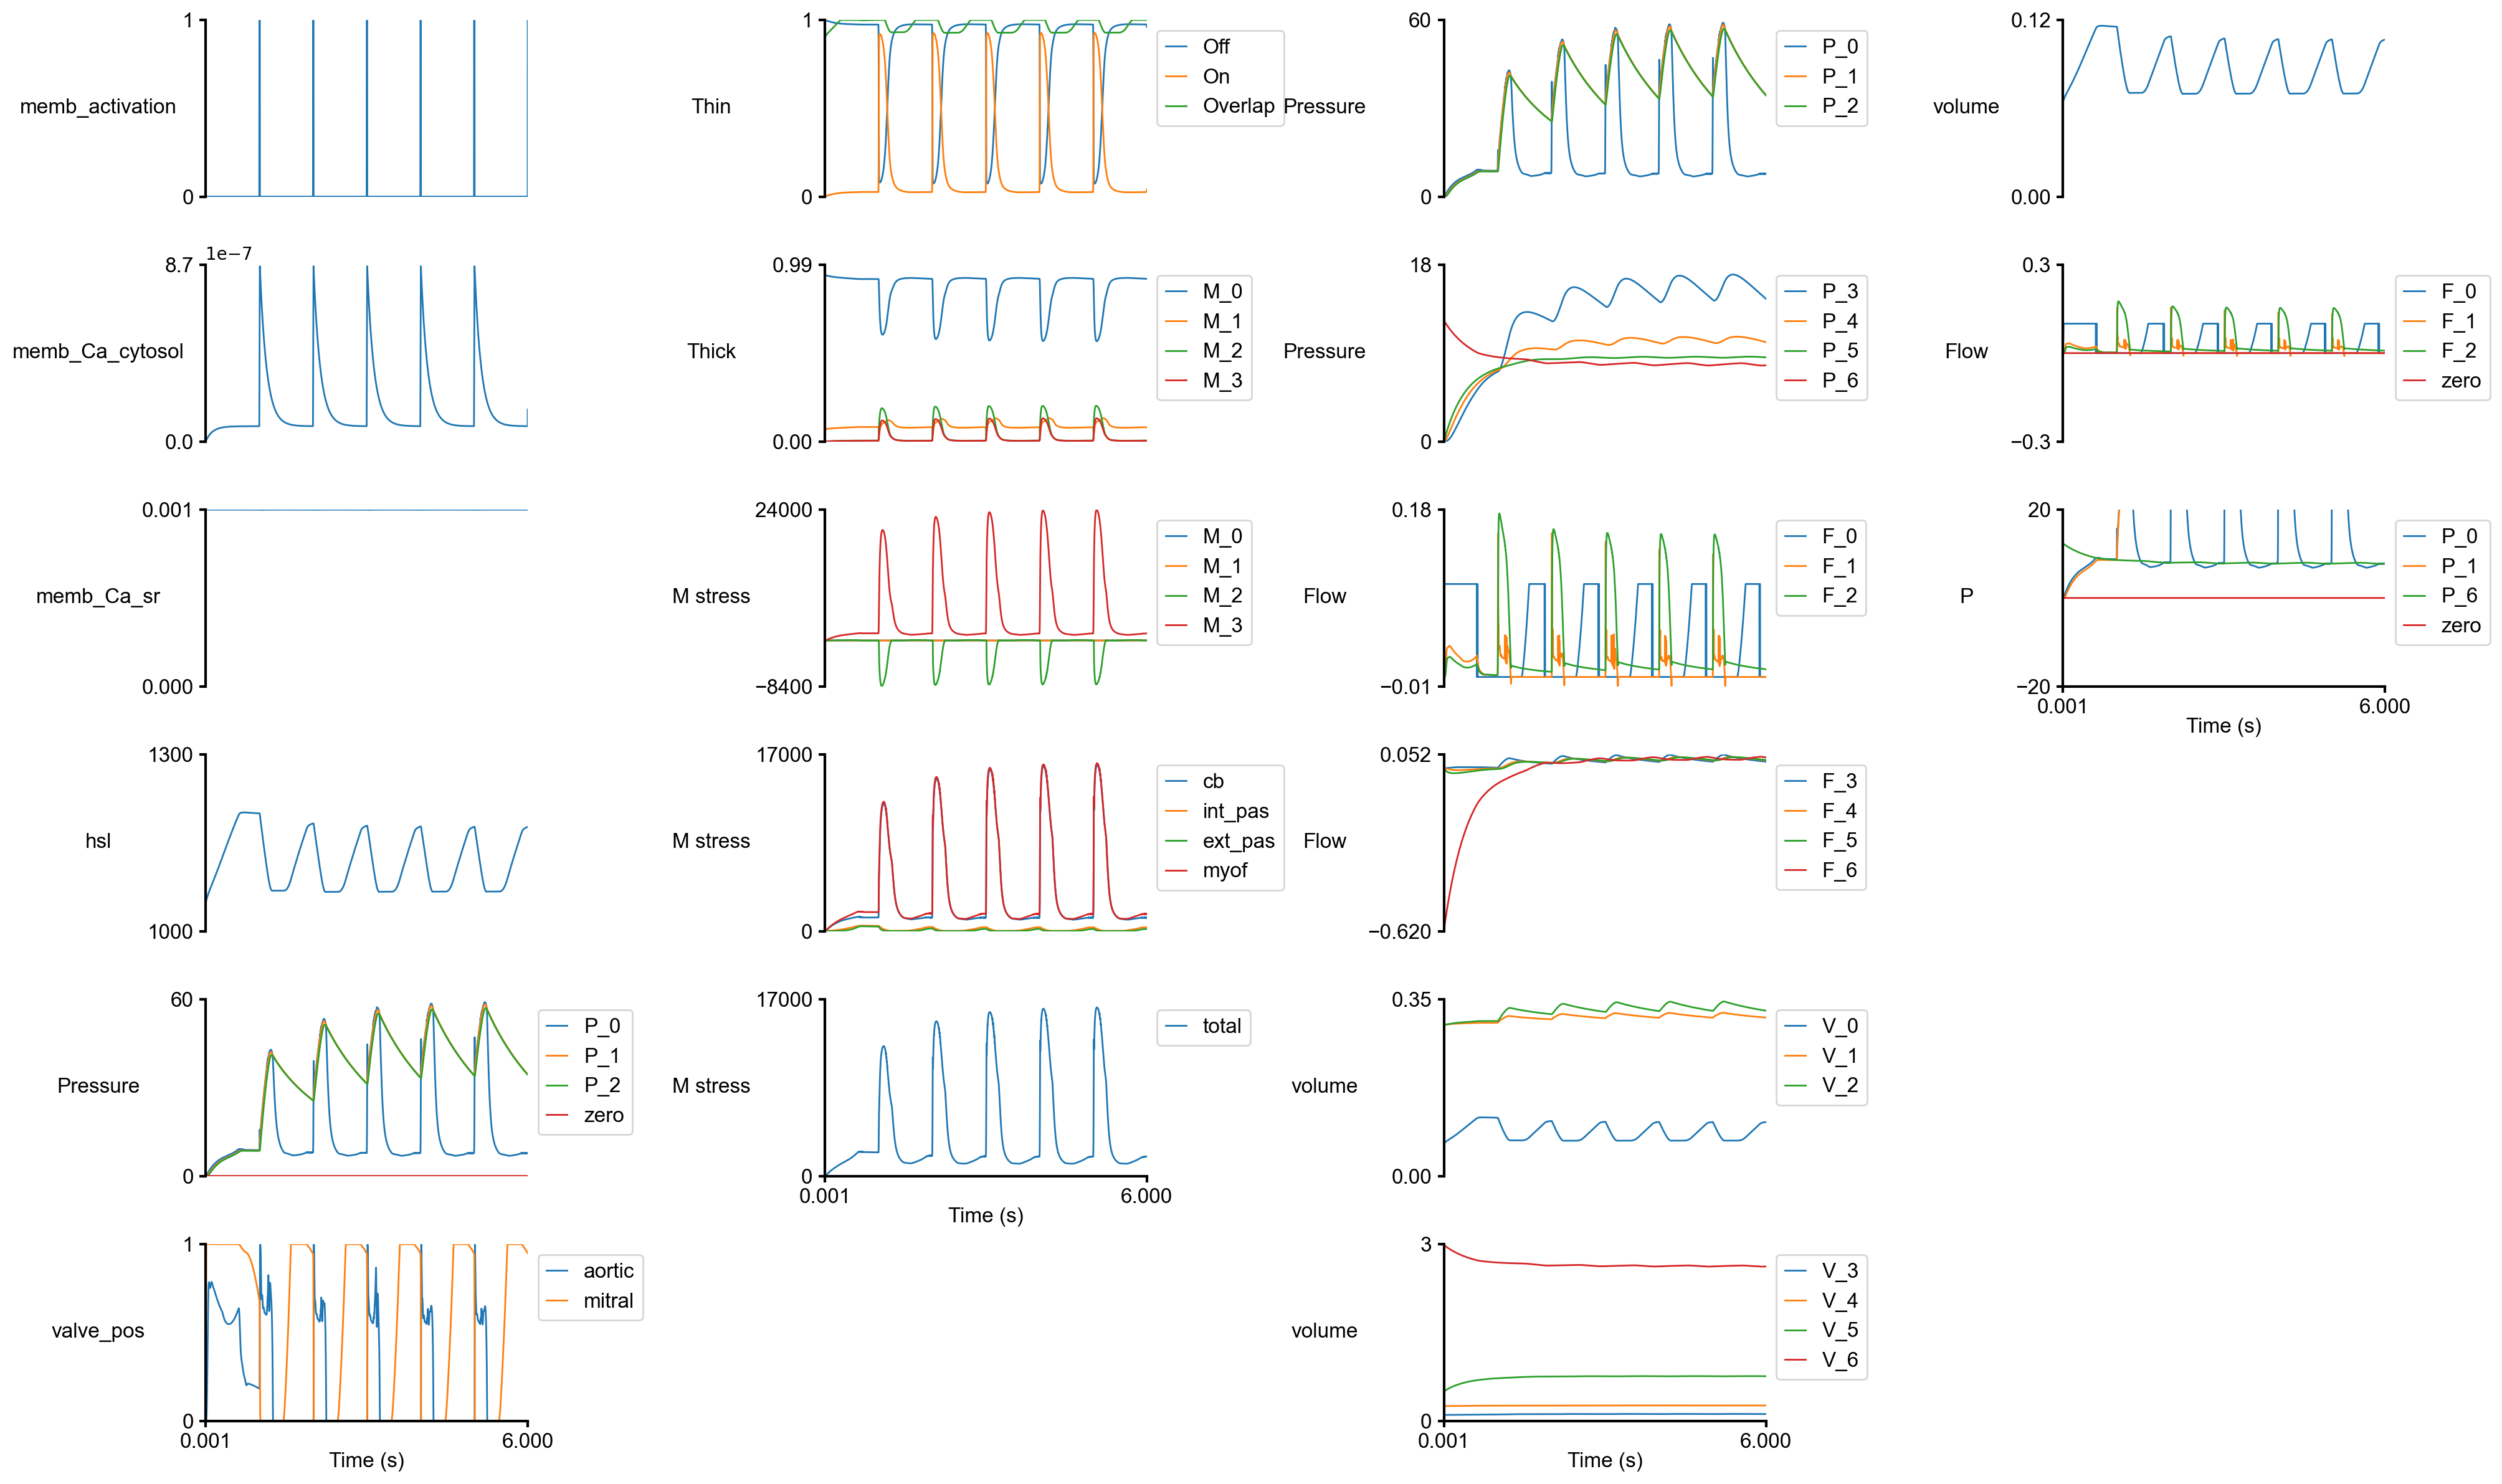 1
memb_activation
0
1e−7
8.7
memb_Ca_cytosol
0.0
0.001
memb_Ca_sr
0.000
1300
hsl
1000
60
Pressure
0
P_0
P_1
P_2
zero
1
valve_pos
0
aortic
mitral
0.001
6.000
Time (s)
1
Thin
0
Off
On
Overlap
0.99
Thick
0.00
M_0
M_1
M_2
M_3
24000
M stress
−8400
M_0
M_1
M_2
M_3
17000
M stress
0
cb
int_pas
ext_pas
myof
17000
M stress
0
total
0.001
6.000
Time (s)
60
Pressure
0
P_0
P_1
P_2
18
Pressure
0
P_3
P_4
P_5
P_6
0.18
Flow
−0.01
F_0
F_1
F_2
0.052
Flow
−0.620
F_3
F_4
F_5
F_6
0.35
volume
0.00
V_0
V_1
V_2
3
volume
0
V_3
V_4
V_5
V_6
0.001
6.000
Time (s)
0.12
volume
0.00
0.3
Flow
−0.3
F_0
F_1
F_2
zero
20
P
−20
P_0
P_1
P_6
zero
0.001
6.000
Time (s)